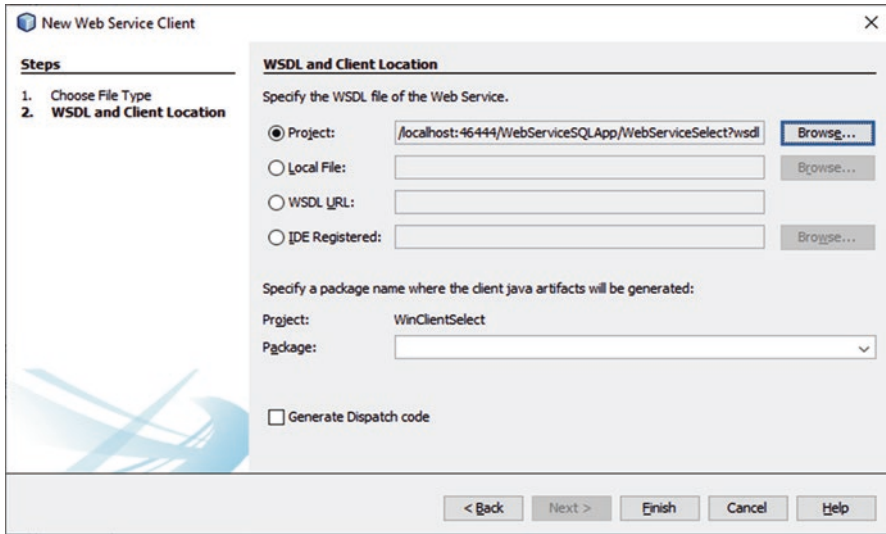 New Web Service Client
Steps
1. Choose File Type
2. WSDL and Client Location
WSDL and Client Location
Specify the WSDL file of the Web Service.
Project: /localhost:46444/WebServiceSQLApp/WebServiceSelect?wsdl Browse...
Local File: Browse...
WSDL URL:
IDE Registered: Browse...
Specify a package name where the client java artifacts will be generated:
Project: WinClientSelect
Package:
Generate Dispatch code
< Back Next > Finish Cancel Help